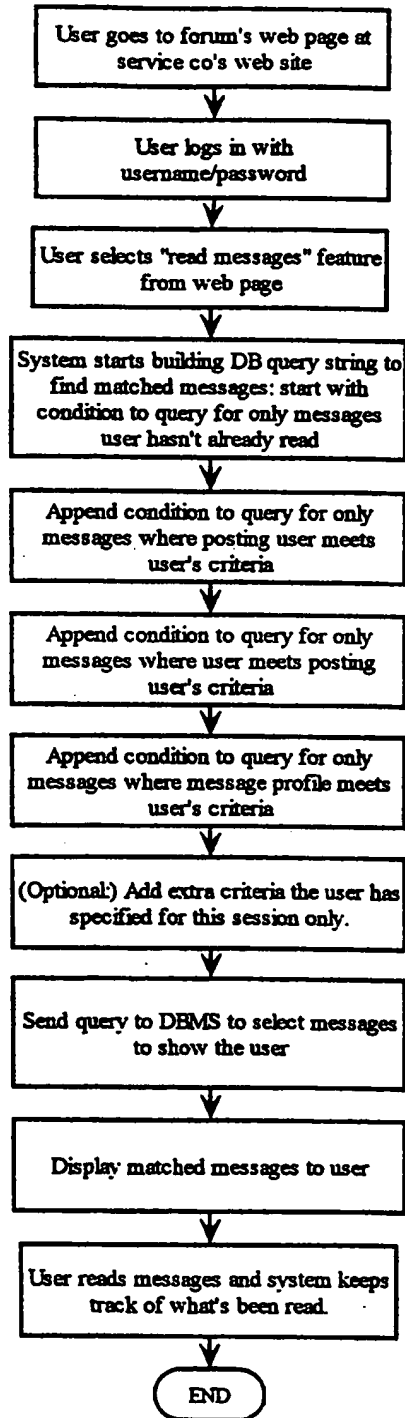 User goes to forum's web page at
service co's web site
User logs in with
username/password
User selects "read messages" feature
from web page
System starts building DB query string to
find matched messages: start with
condition to query for only messages
user hasn't already read
Append condition to query for only
messages where posting user meets
user's criteria
Append condition to query for only
messages where user meets posting
user's criteria
Append condition to query for only
messages where message profile meets
user's criteria
(Optional:) Add extra criteria the user has
specified for this session only.
Send query to DBMS to select messages
to show the user
Display matched messages to user
User reads messages and system keeps
track of what's been read.
END